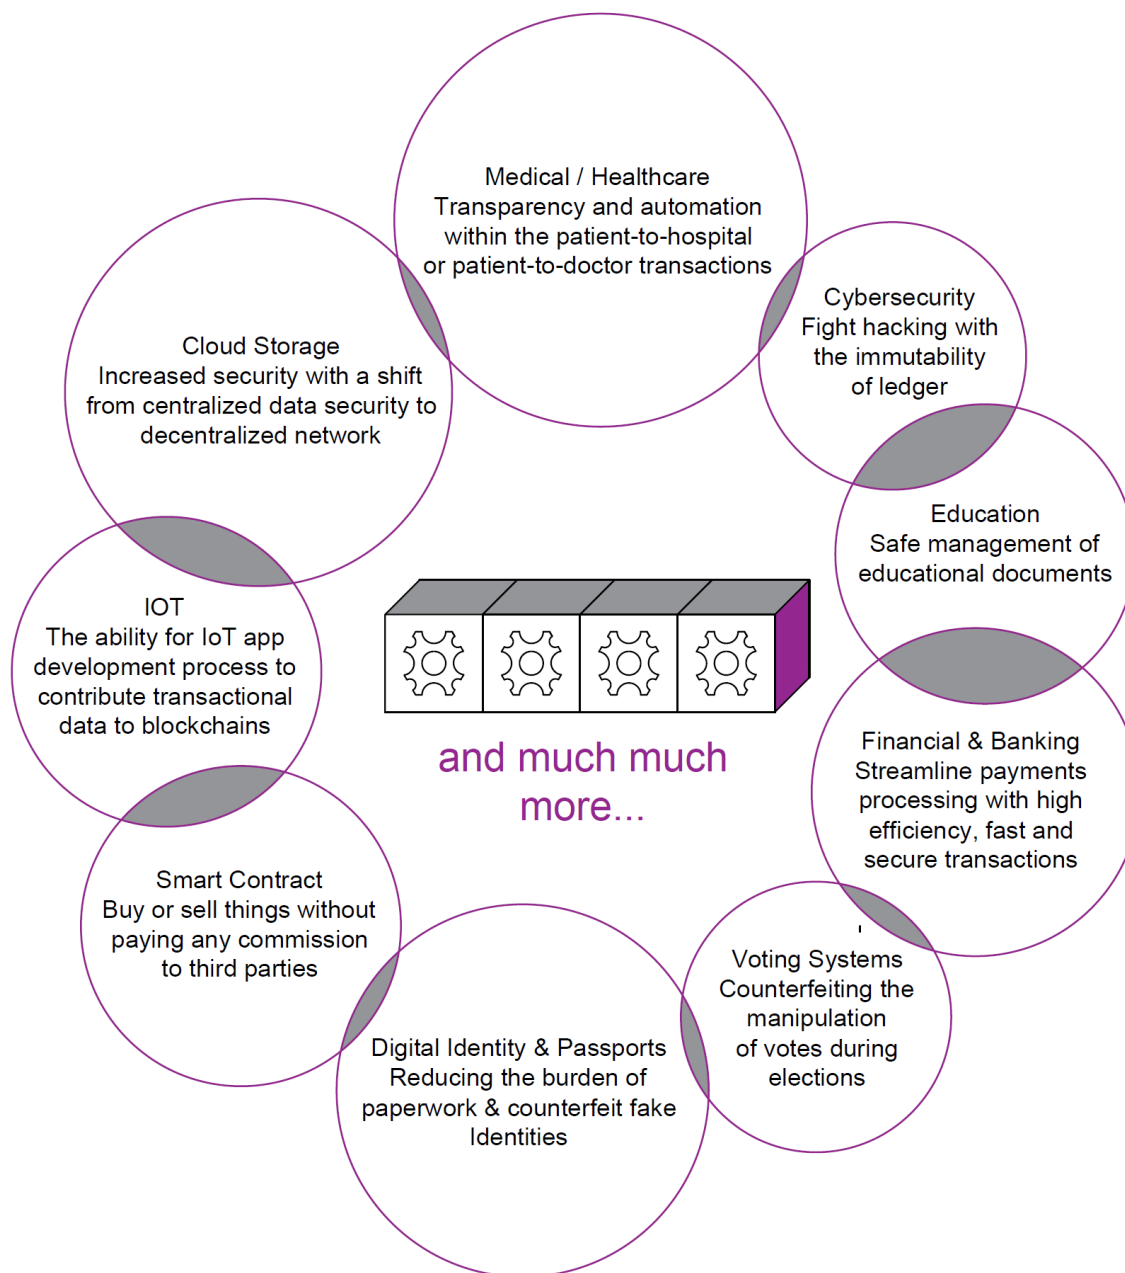 Medical / Healthcare
Transparency and automation
within the patient-to-hospital
or patient-to-doctor transactions
Cybersecurity
Fight hacking with
the immutability
of ledger
Education
Safe management of
educational documents
Financial & Banking
Streamline payments
processing with high
efficiency, fast and
secure transactions
Voting Systems
Counterfeiting the
manipulation
of votes during
elections
Digital Identity & Passports
Reducing the burden of
paperwork & counterfeit fake
Identities
Smart Contract
Buy or sell things without
paying any commission
to third parties
IOT
The ability for IoT app
development process to
contribute transactional
data to blockchains
Cloud Storage
Increased security with a shift
from centralized data security to
decentralized network
and much much
more...